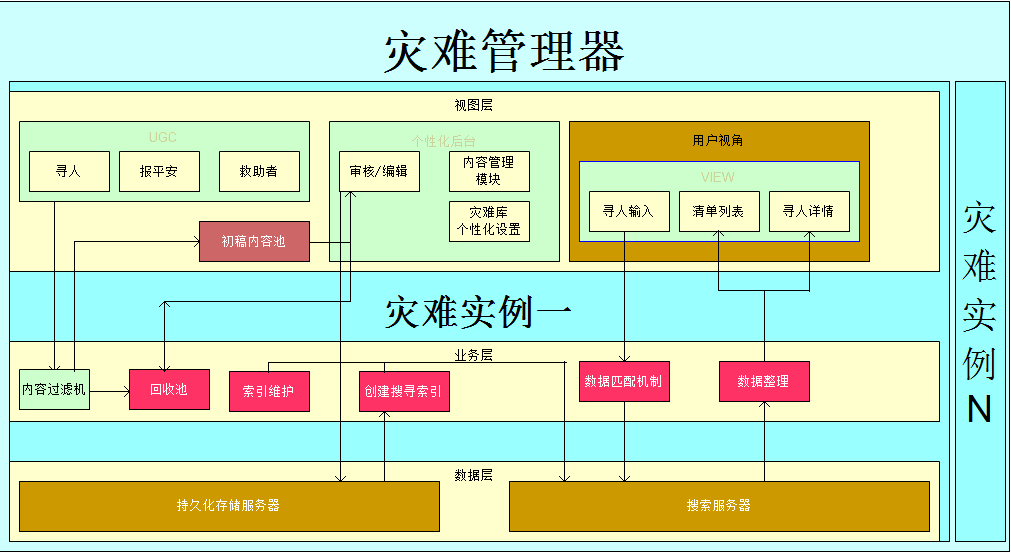 灾难管理器
视图层
UGC
寻人
报平安
救助者
初稿内容池
个性化后台
审核/编辑
内容管理
模块
灾难库
个性化设置
用户视角
VIEW
寻人输入
清单列表
寻人详情
灾难实例一
业务层
内容过滤机
回收池
索引维护
创建搜寻索引
数据匹配机制
数据整理
数据层
持久化存储服务器
搜索服务器
灾
难
实
例
N